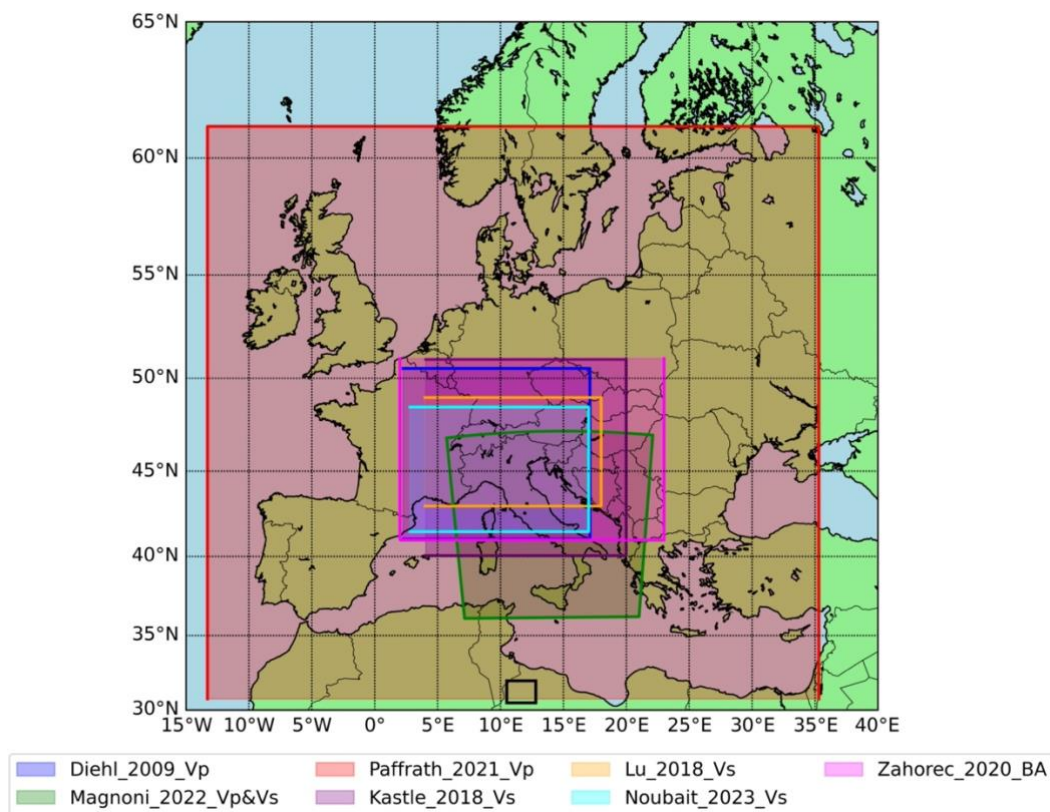 65°N
60°N
55°N
50°N
45°N
40°N
35°N
30°N
15°W 10°W 5°W 0°E 5°E 10°E 15°E 20°E 25°E 30°E 35°E 40°E
Diehl_2009_Vp Paffrath_2021_Vp Lu_2018_Vs Zahorec_2020_BA
Magnoni_2022_Vp&Vs Kastle_2018_Vs Noubait_2023_Vs